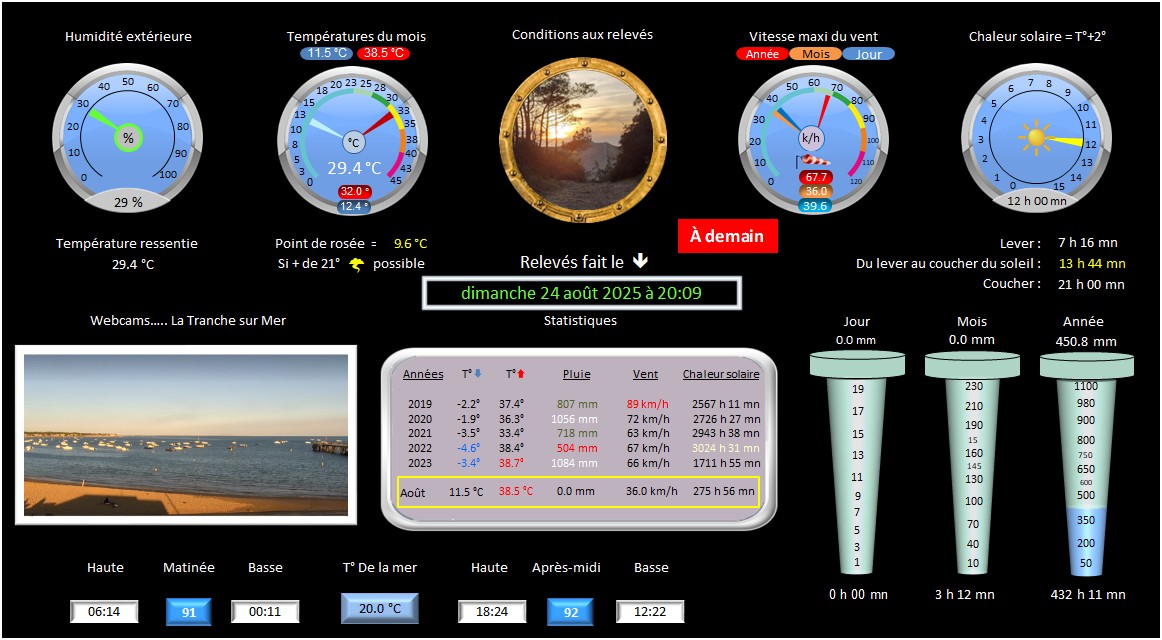 Humidité extérieure
Températures du mois
11.5 °C 38.5 °C
Conditions aux relevés
Vitesse maxi du vent
Année Mois Jour
Chaleur solaire = T°+2°
0 10 20 30 40 50 60 70 80 90 100
%
29 %
0 3 5 8 10 13 15 18 20 23 25 28 30 33 35 38 40 43 45
°C
29.4 °C
32.0 °
12.4 °
0 10 20 30 40 50 60 70 80 90 100 110 120
k/h
67.7
36.0
39.6
0 1 2 3 4 5 6 7 8 9 10 11 12 13 14 15
12 h 00 mn
Température ressentie
29.4 °C
Point de rosée = 9.6 °C
Si + de 21° possible
À demain
Relevés fait le
dimanche 24 août 2025 à 20:09
Lever : 7 h 16 mn
Du lever au coucher du soleil : 13 h 44 mn
Coucher : 21 h 00 mn
Webcams..... La Tranche sur Mer
Statistiques
Années T° T° Pluie Vent Chaleur solaire
2019 -2.2° 37.4° 807 mm 89 km/h 2567 h 11 mn
2020 -1.9° 36.3° 1056 mm 72 km/h 2726 h 27 mn
2021 -3.5° 33.4° 718 mm 63 km/h 2943 h 38 mn
2022 -4.6° 38.4° 504 mm 67 km/h 3024 h 31 mn
2023 -3.4° 38.7° 1084 mm 66 km/h 1711 h 55 mn
Août 11.5 °C 38.5 °C 0.0 mm 36.0 km/h 275 h 56 mn
Jour
0.0 mm
19
17
15
13
11
9
7
5
3
1
0 h 00 mn
Mois
0.0 mm
230
210
190
15
160
145
130
100
70
40
10
3 h 12 mn
Année
450.8 mm
1100
980
900
800
750
650
600
500
350
200
50
432 h 11 mn
Haute Matinée Basse T° De la mer Haute Après-midi Basse
06:14 91 00:11 20.0 °C 18:24 92 12:22